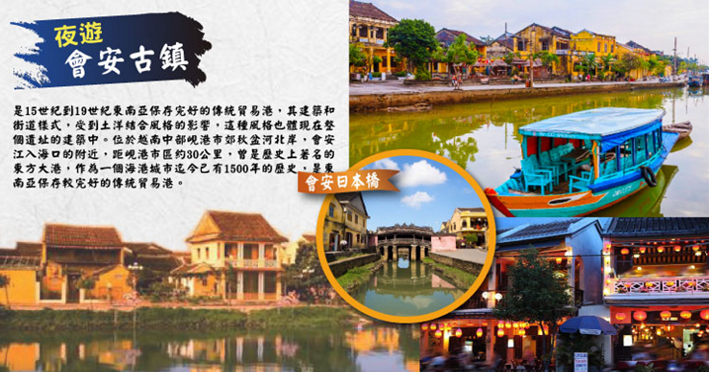 夜遊
會安古鎮
是15世紀到19世紀東南亞保存完好的傳統貿易港，其建築和
街道樣式，受到土洋結合風格的影響，這種風格也體現在整
個遺址的建築中。位於越南中部峴港市郊秋盆河北岸，會安
江入海口的附近，距峴港市區約30公里，曾是歷史上著名的
東方大港，作為一個海港城市迄今已有1500年的歷史，是東
南亞保存較完好的傳統貿易港。
會安日本橋